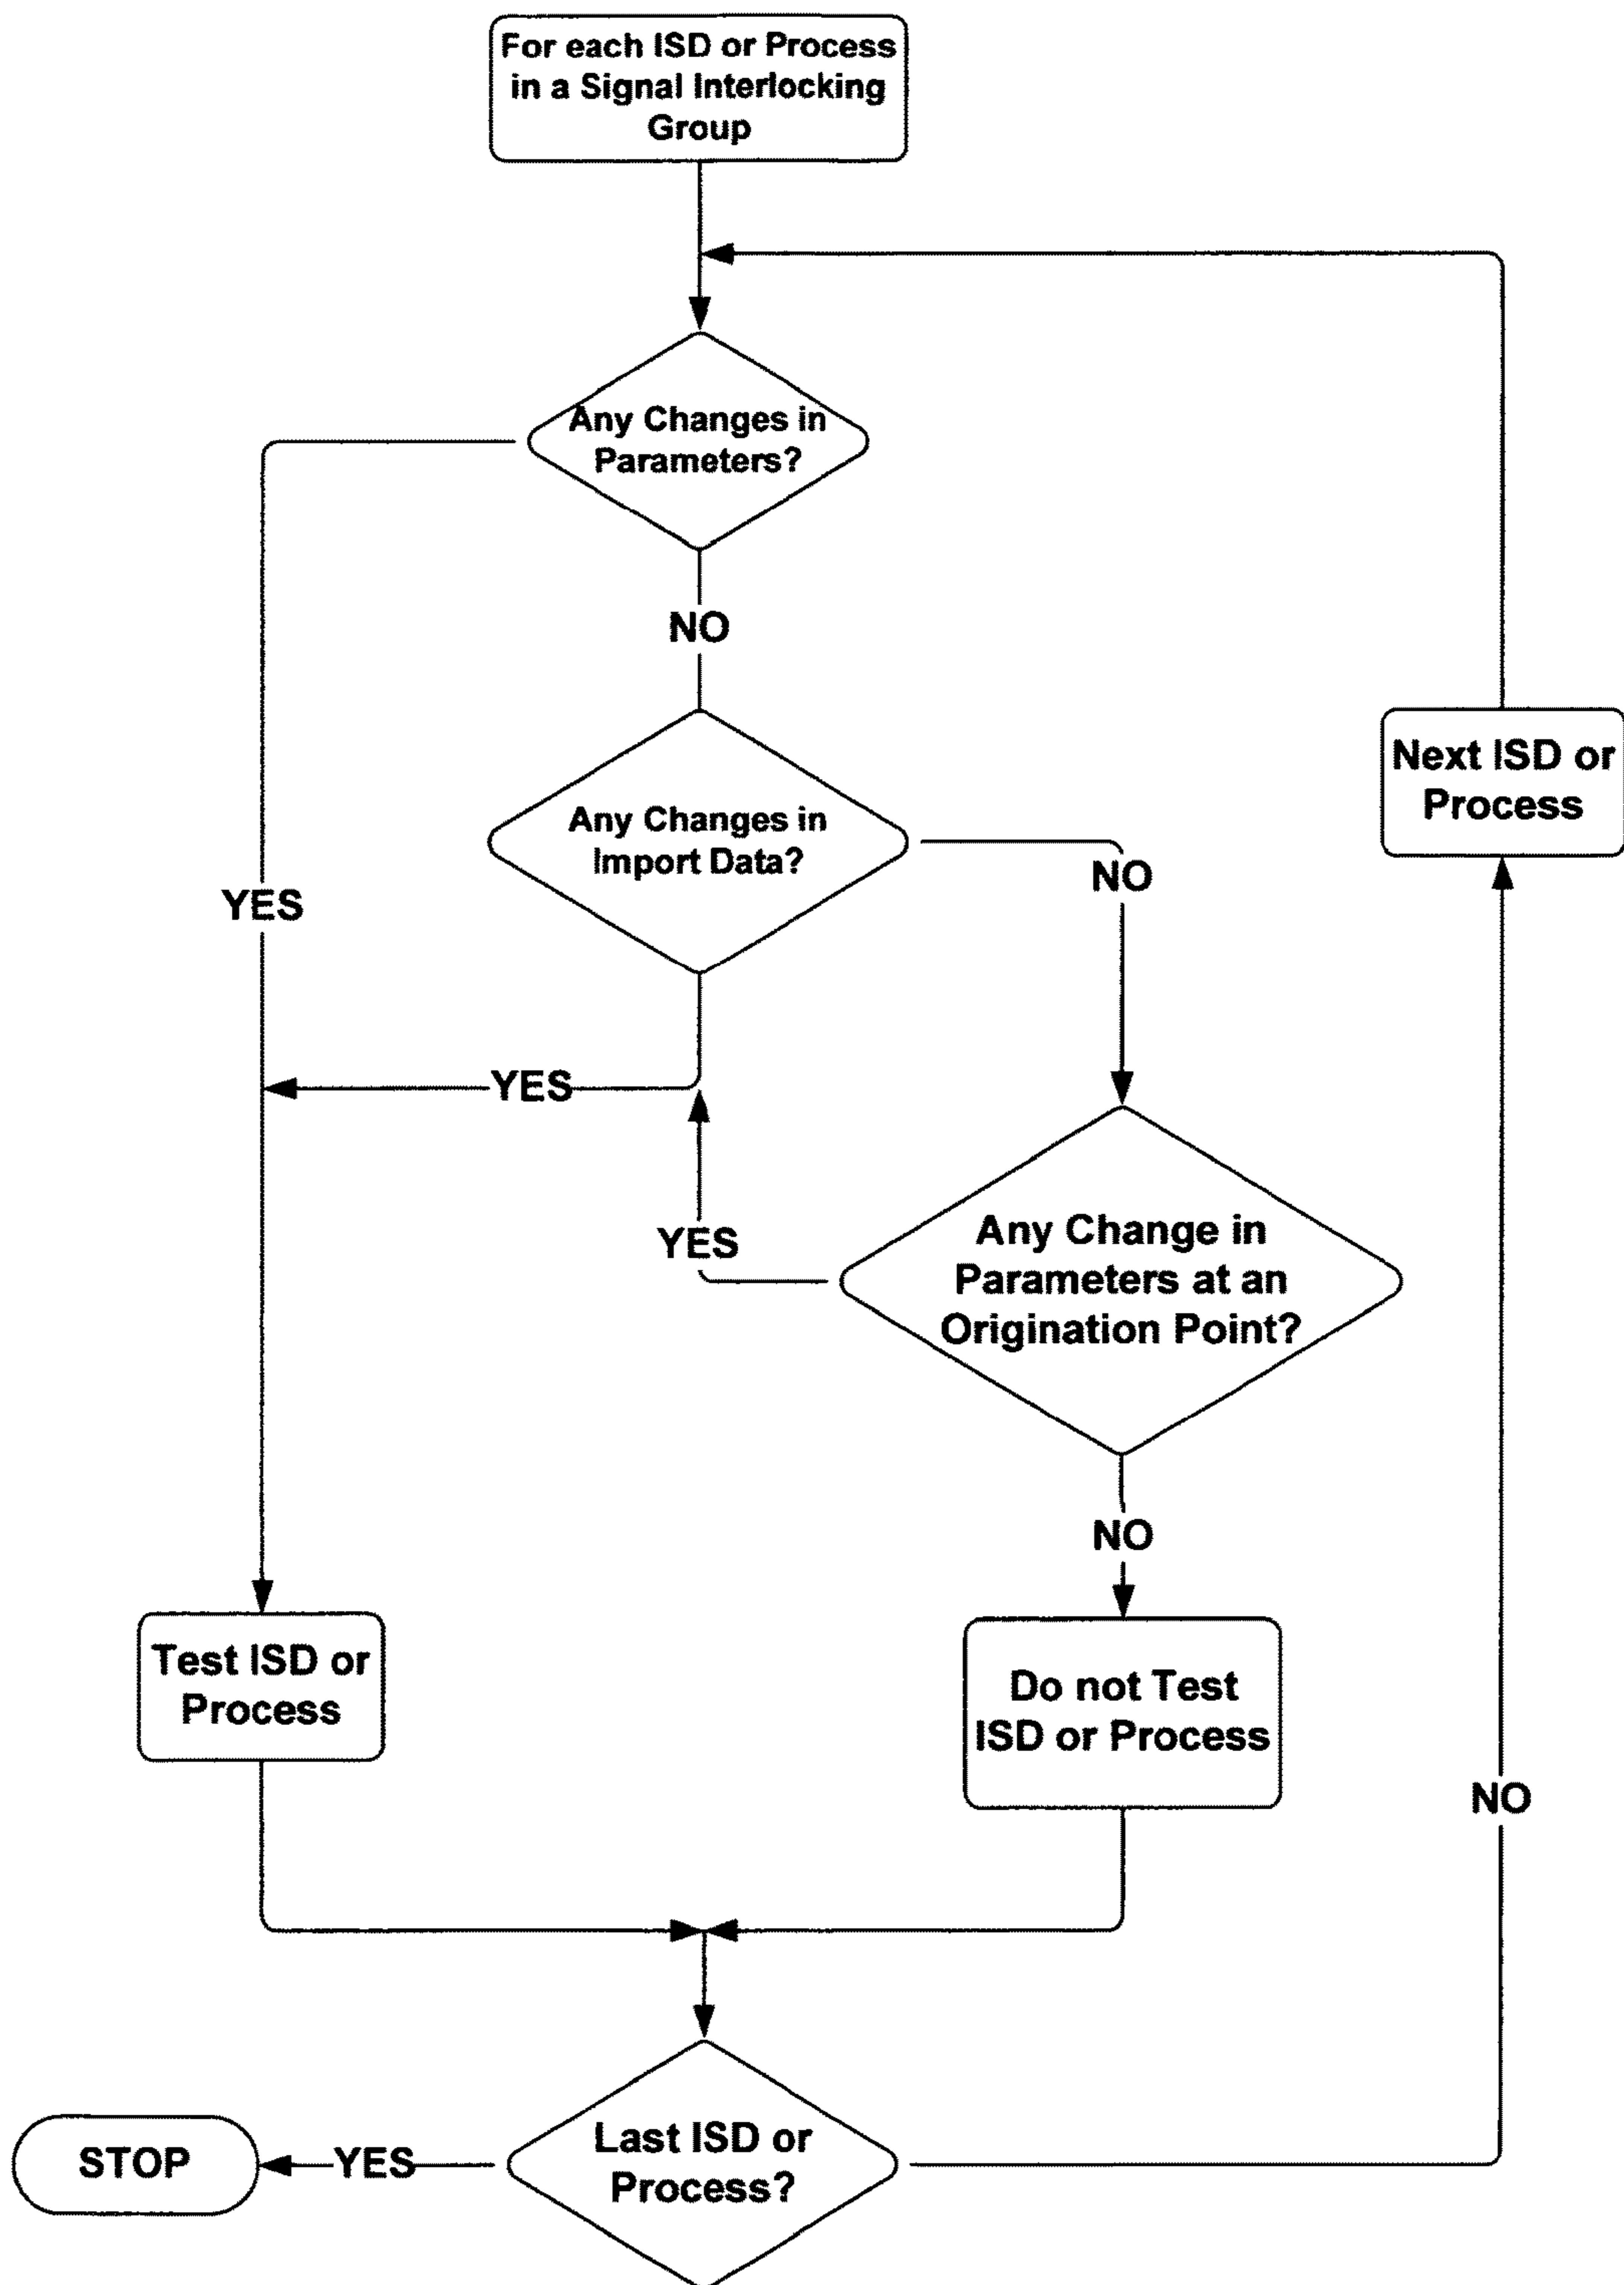 For each ISD or Process
in a Signal Interlocking
Group
Any Changes in
Parameters?
NO
Any Changes in
Import Data?
Next ISD or
Process
NO
YES
YES
YES
Any Change in
Parameters at an
Origination Point?
NO
Test ISD or
Process
Do not Test
ISD or Process
NO
Last ISD or
Process?
YES
STOP